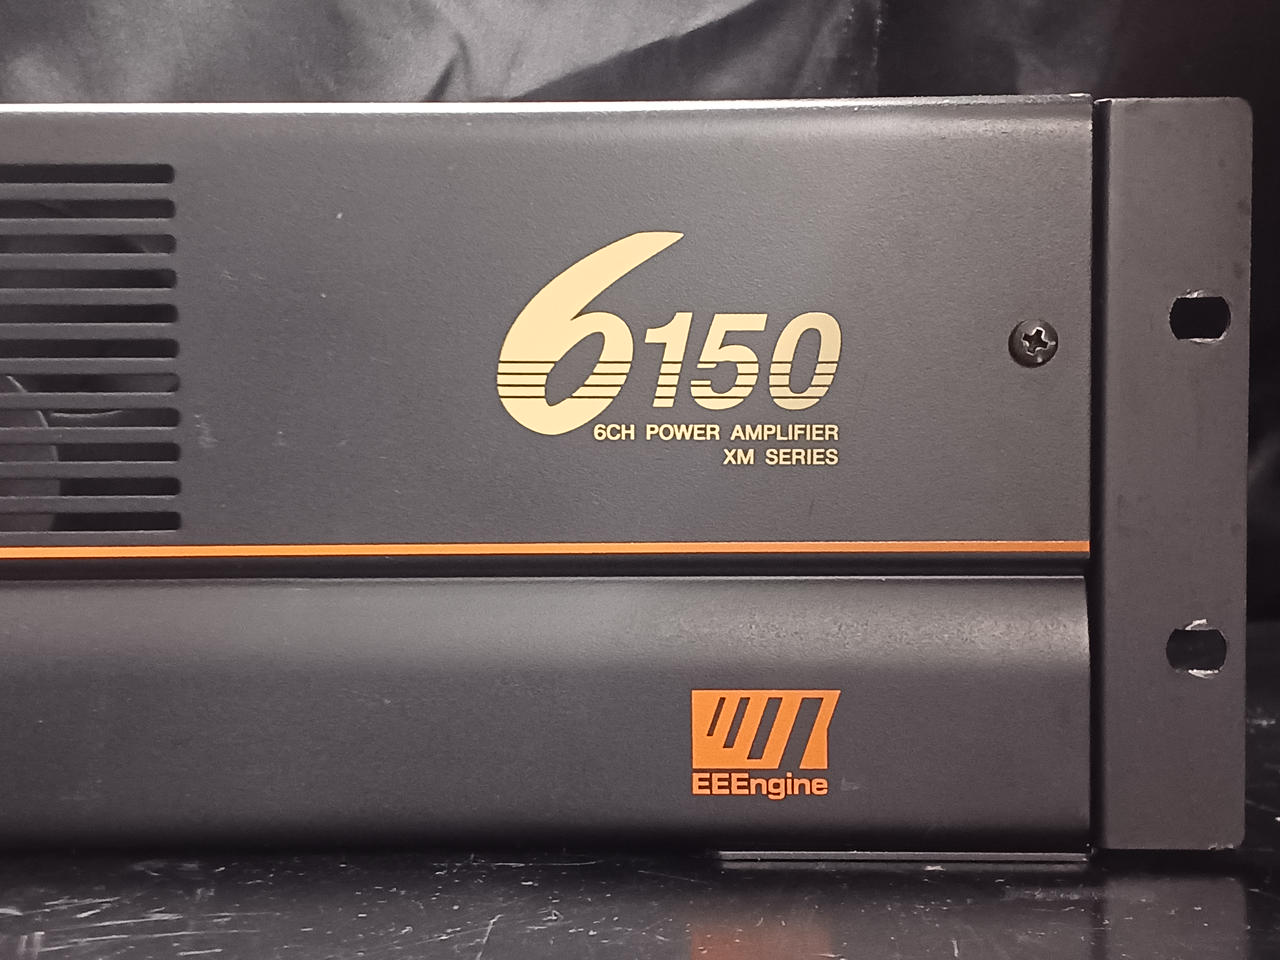 6150
6CH POWER AMPLIFIER
XM SERIES
EEEngine